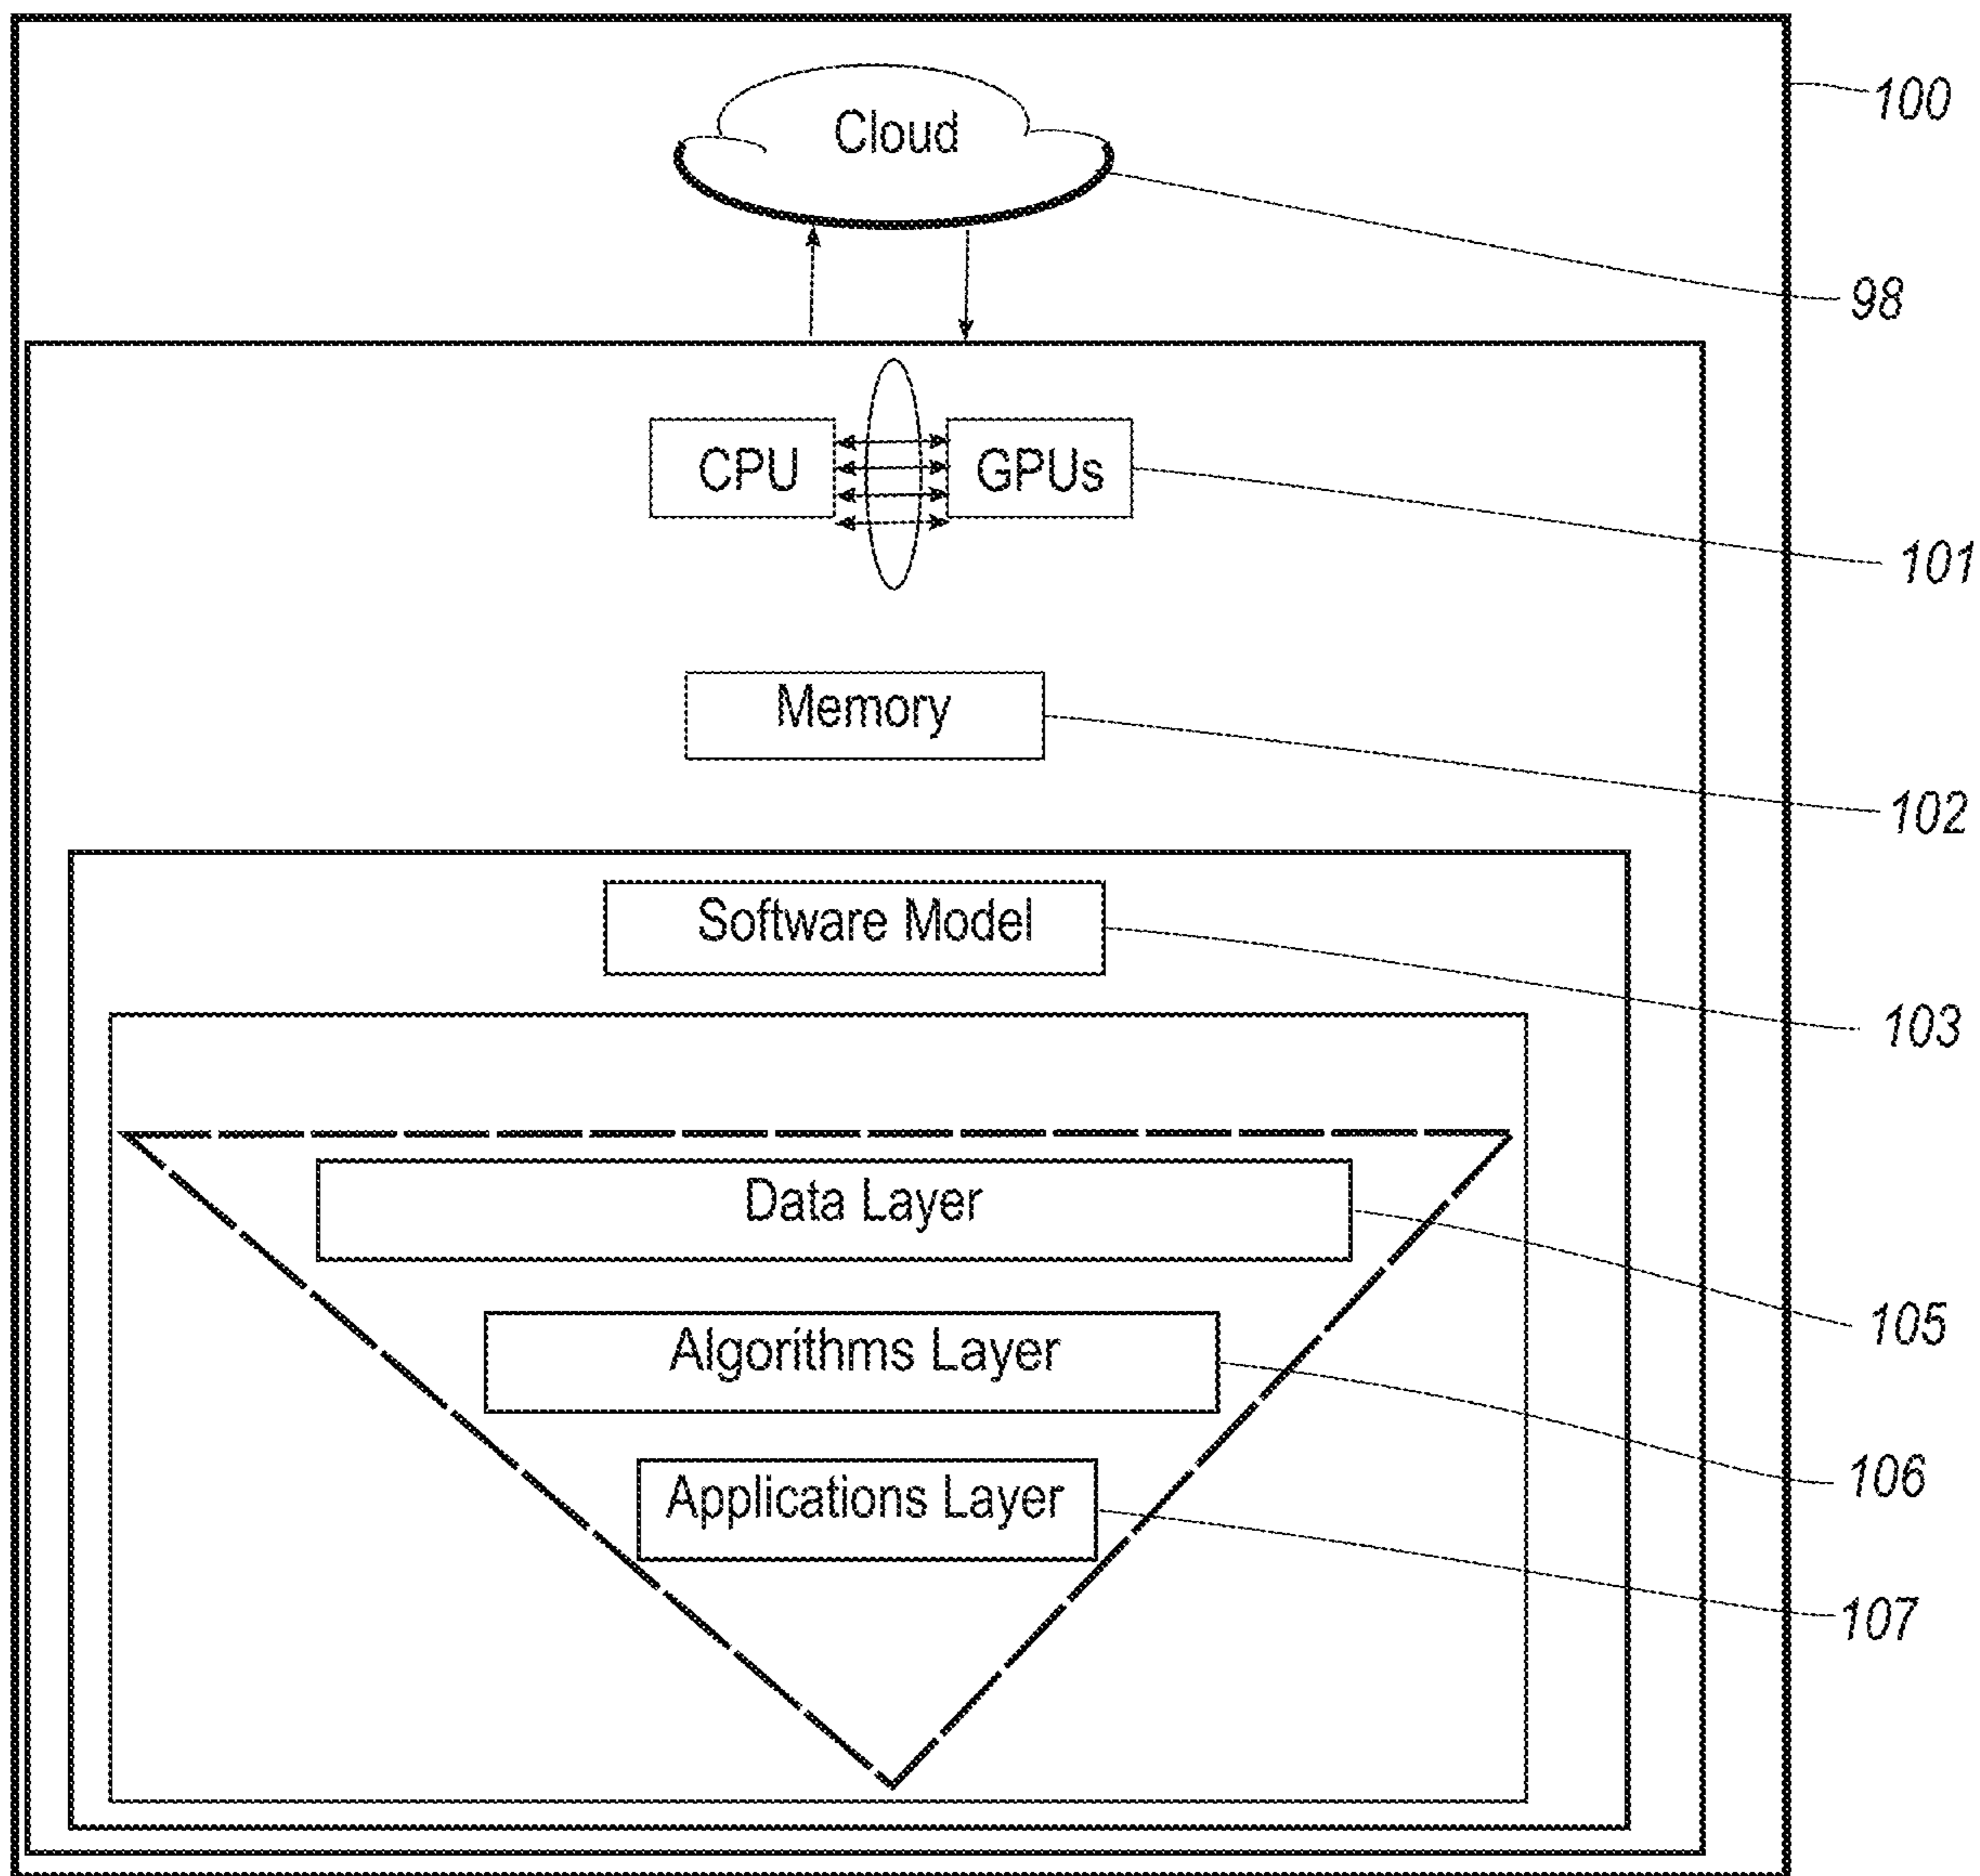 100
Cloud
98
CPU
GPUs
101
Memory
102
Software Model
103
Data Layer
105
Algorithms Layer
106
Applications Layer
107